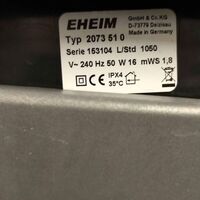 EHEIM
GmbH & Co.KG
D-73779 Deizisau
Made in Germany
Typ 2073 51 0
Serie 153104 L/Std 1050
V~ 240 Hz 50 W 16 mWS 1,8
CE
IPX4
35°C